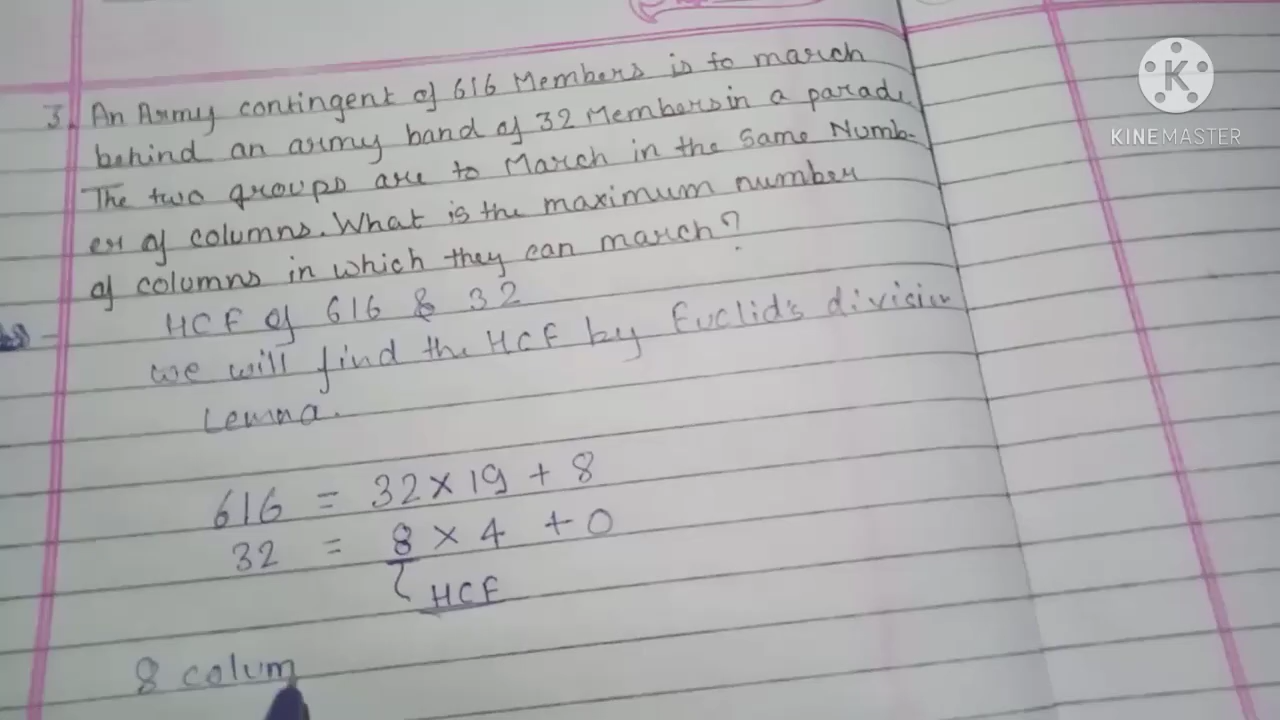 3. An Army contingent of 616 Members is to march
behind an army band of 32 Members in a parade.
The two groups are to March in the same Numb-
er of columns. What is the maximum number
of columns in which they can march?
HCF of 616 & 32
we will find the HCF by Euclid's division
Lemma.
616 = 32 × 19 + 8
32 = 8 × 4 + 0
HCF
8 colum
K
KINEMASTER